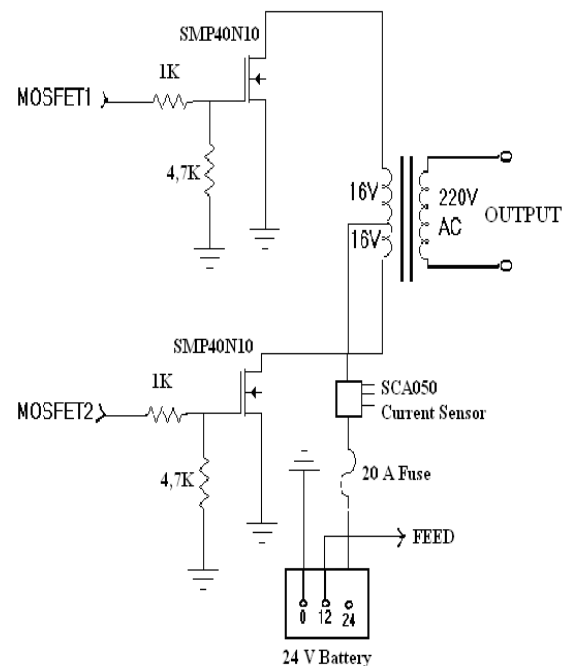 SMP40N10
1K
MOSFET1
4,7K
16V
16V
220V
AC
OUTPUT
SMP40N10
1K
MOSFET2
4,7K
SCA050
Current Sensor
20 A Fuse
FEED
0 12 24
24 V Battery